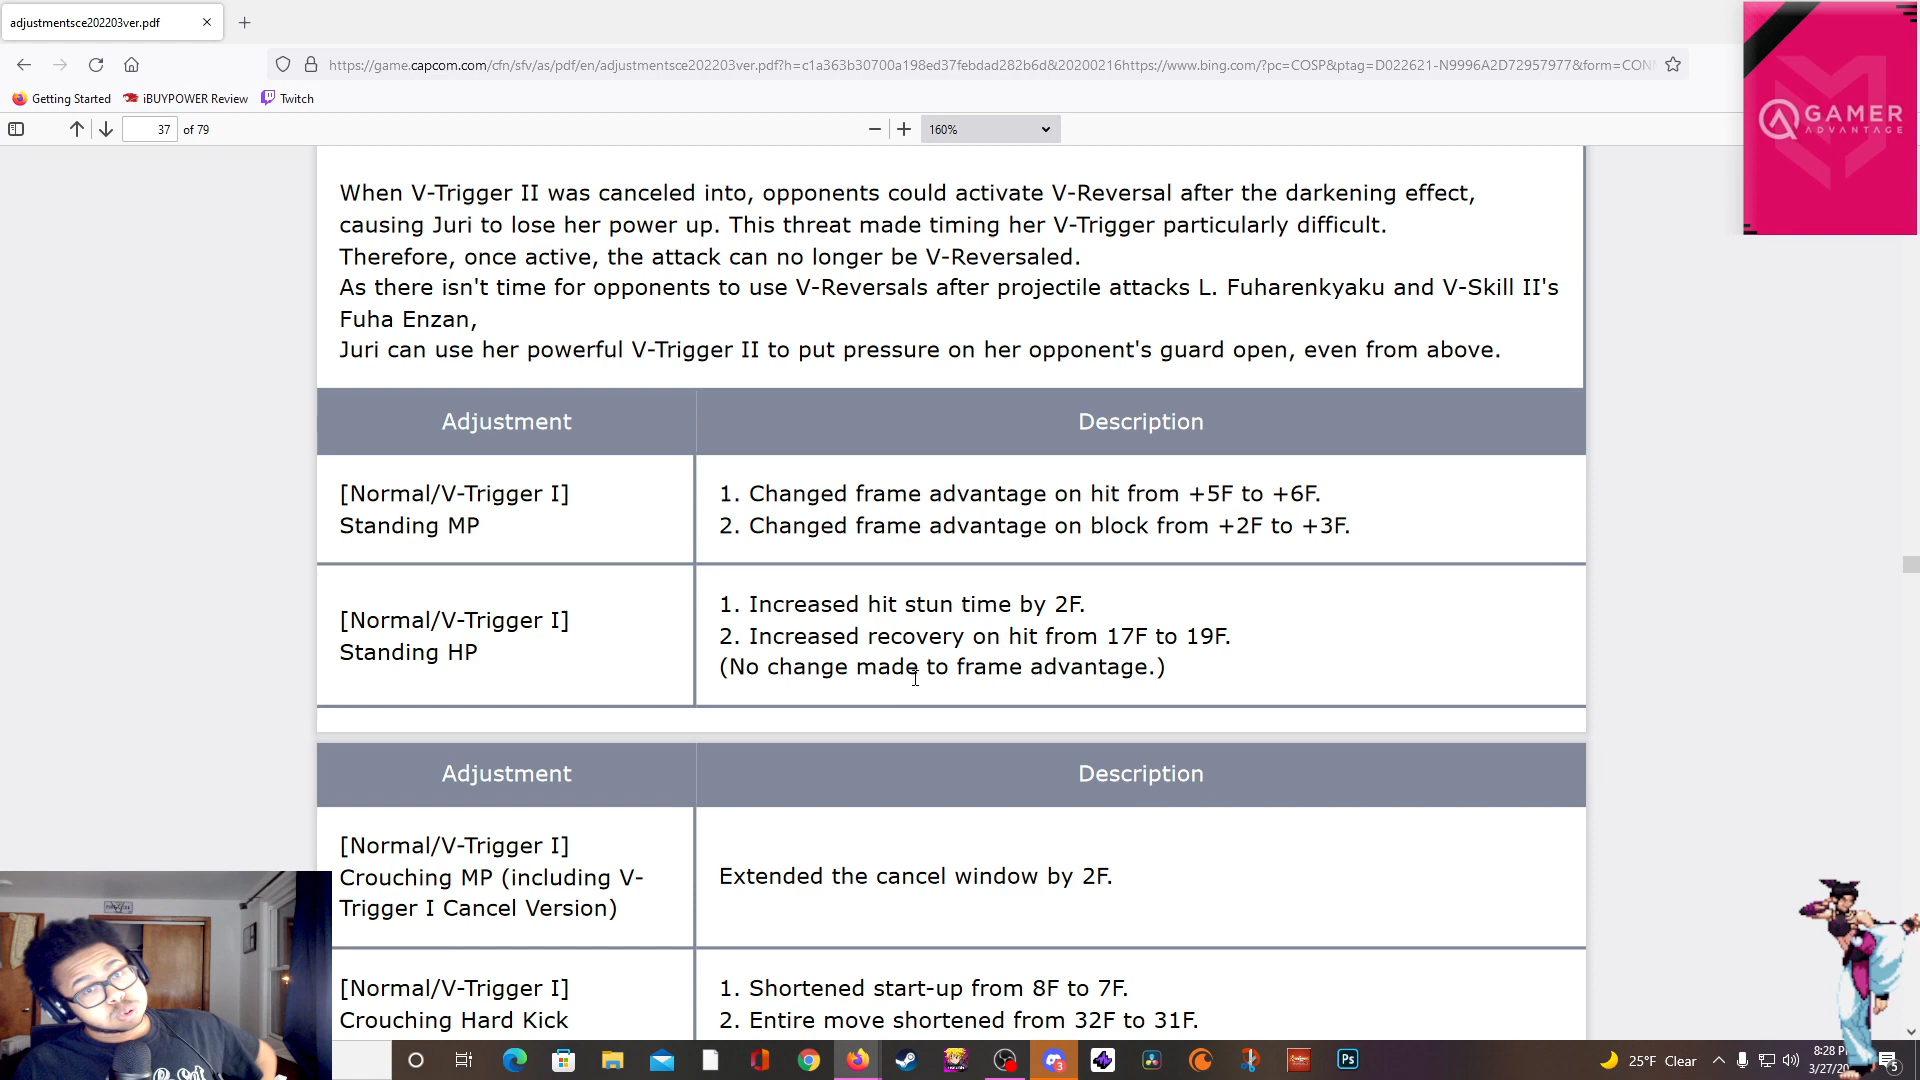 adjustmentsce202203ver.pdf
https://game.capcom.com/cfn/sfv/as/pdf/en/adjustmentsce202203ver.pdf?h=c1a363b30700a198ed37febdad282b6d&20200216https://www.bing.com/?pc=COSP&ptag=D022621-N9996A2D72957977&form=CON
Getting Started
iBUYPOWER Review
Twitch
37 of 79
160%
GAMER
ADVANTAGE
When V-Trigger II was canceled into, opponents could activate V-Reversal after the darkening effect,
causing Juri to lose her power up. This threat made timing her V-Trigger particularly difficult.
Therefore, once active, the attack can no longer be V-Reversaled.
As there isn't time for opponents to use V-Reversals after projectile attacks L. Fuharenkyaku and V-Skill II's
Fuha Enzan,
Juri can use her powerful V-Trigger II to put pressure on her opponent's guard open, even from above.
Adjustment Description
[Normal/V-Trigger I]
Standing MP
1. Changed frame advantage on hit from +5F to +6F.
2. Changed frame advantage on block from +2F to +3F.
[Normal/V-Trigger I]
Standing HP
1. Increased hit stun time by 2F.
2. Increased recovery on hit from 17F to 19F.
(No change made to frame advantage.)
Adjustment Description
[Normal/V-Trigger I]
Crouching MP (including V-
Trigger I Cancel Version)
Extended the cancel window by 2F.
[Normal/V-Trigger I]
Crouching Hard Kick
1. Shortened start-up from 8F to 7F.
2. Entire move shortened from 32F to 31F.
3
Ps
25°F Clear
8:28
3/27/20
5